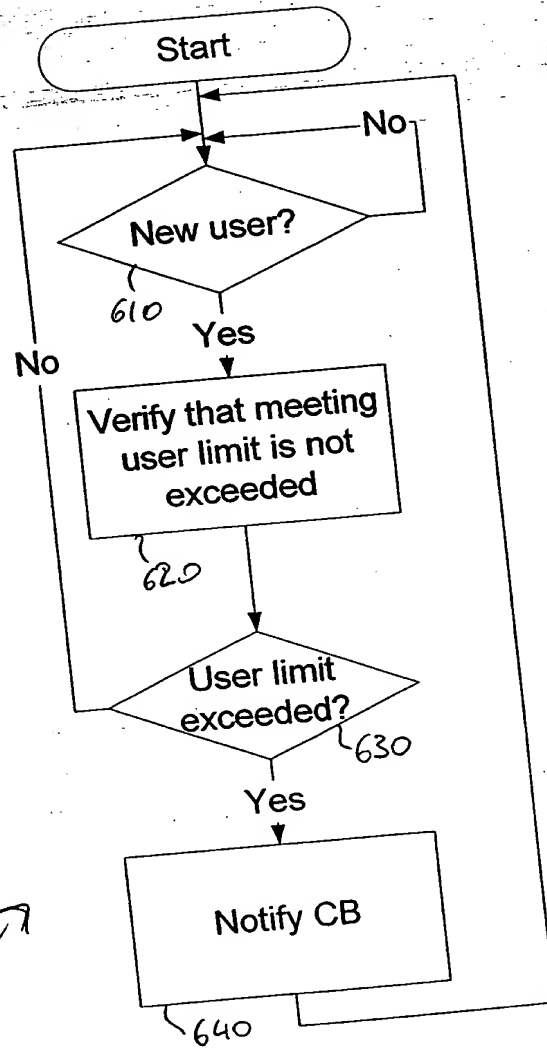 Start
No
New user?
610
Yes
No
Verify that meeting
user limit is not
exceeded
620
User limit
exceeded?
630
Yes
Notify CB
640